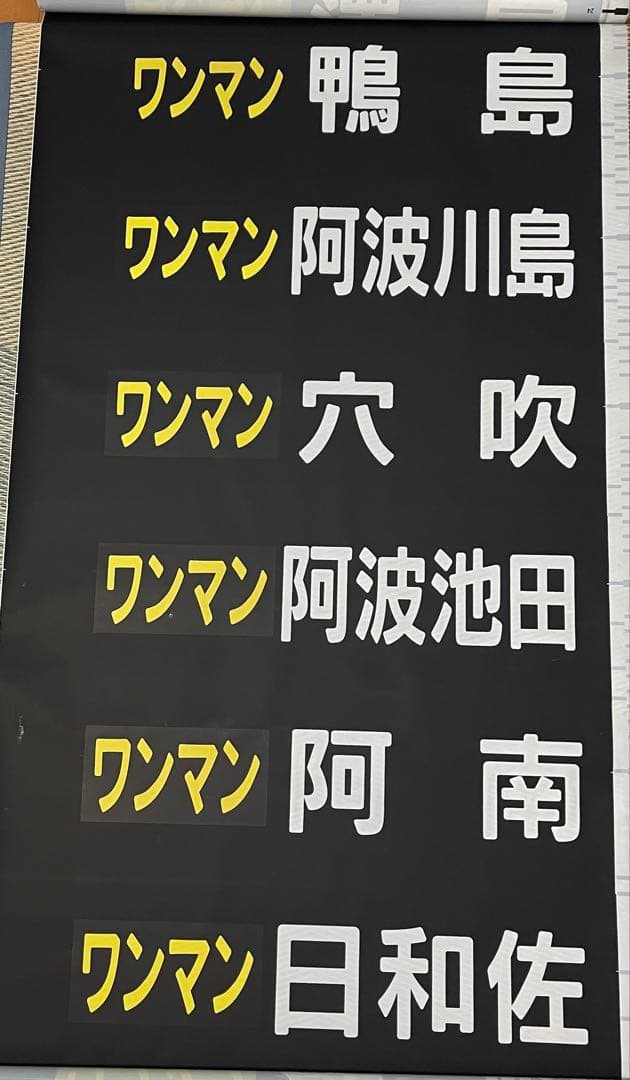 ワンマン 鴨島
ワンマン 阿波川島
ワンマン 穴吹
ワンマン 阿波池田
ワンマン 阿南
ワンマン 日和佐